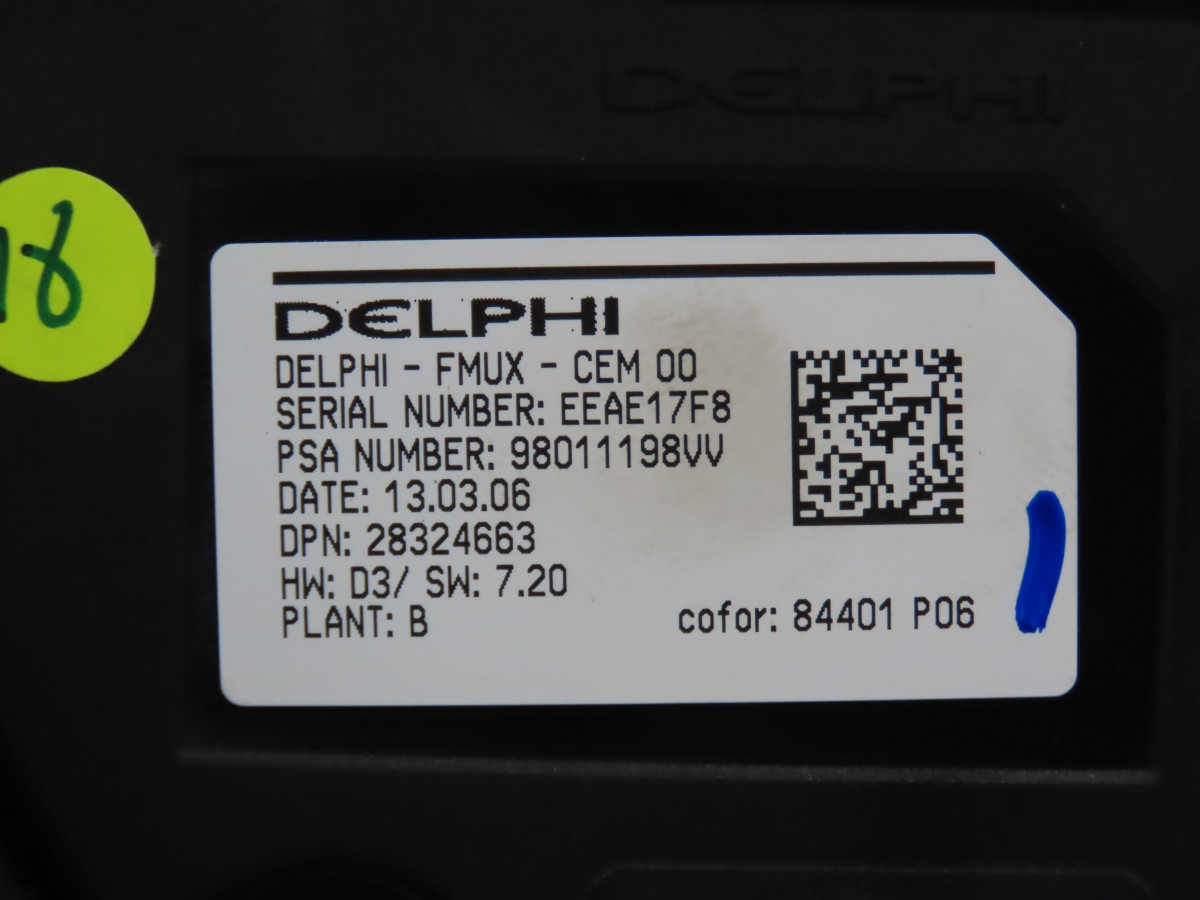 DELPHI
18
DELPHI
DELPHI - FMUX - CEM 00
SERIAL NUMBER: EEAE17F8
PSA NUMBER: 98011198VV
DATE: 13.03.06
DPN: 28324663
HW: D3/ SW: 7.20
PLANT: B
cofor: 84401 P06